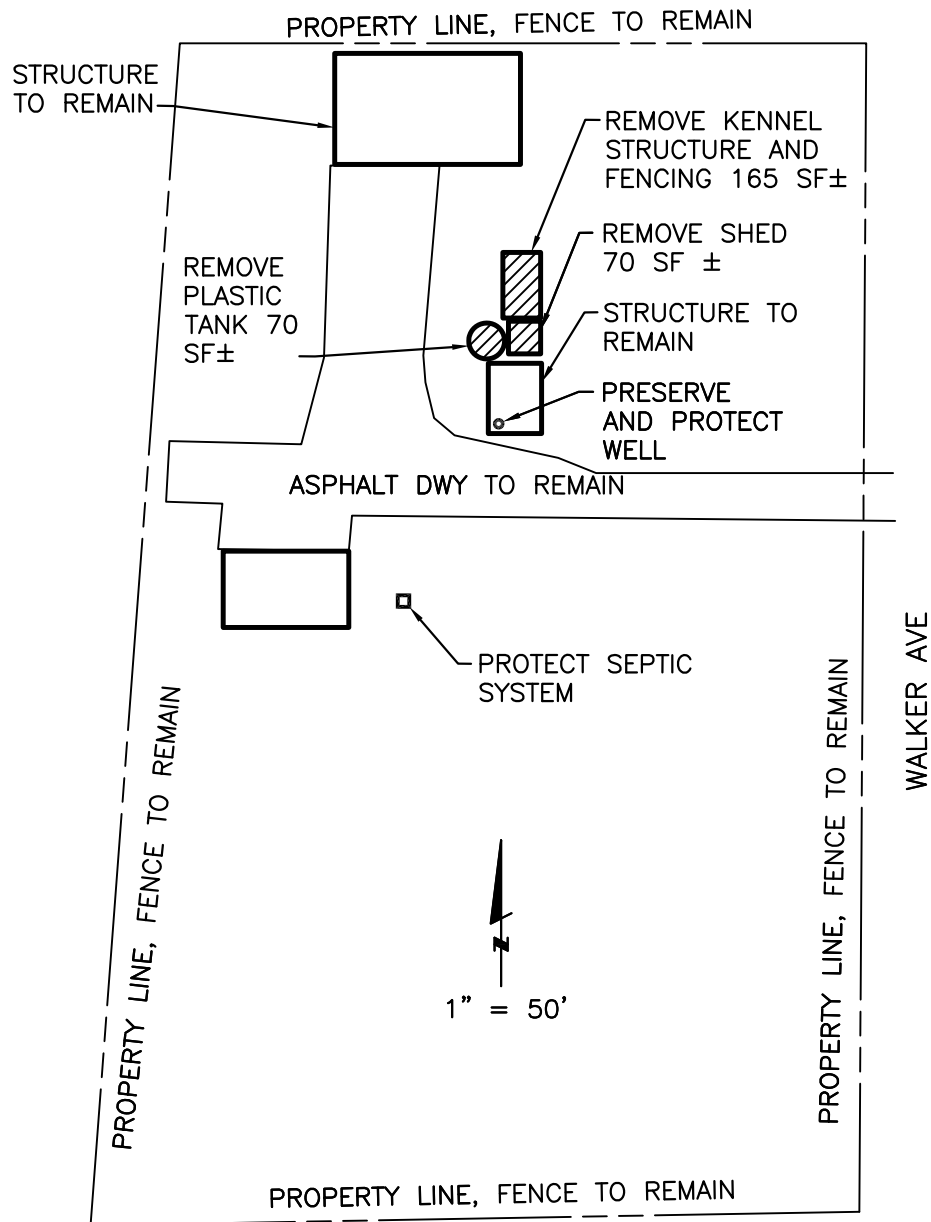 PROPERTY LINE, FENCE TO REMAIN
STRUCTURE
TO REMAIN
REMOVE KENNEL
STRUCTURE AND
FENCING 165 SF±
REMOVE SHED
70 SF ±
REMOVE
PLASTIC
TANK 70
SF±
STRUCTURE TO
REMAIN
PRESERVE
AND PROTECT
WELL
ASPHALT DWY TO REMAIN
PROTECT SEPTIC
SYSTEM
WALKER AVE
PROPERTY LINE, FENCE TO REMAIN
PROPERTY LINE, FENCE TO REMAIN
N
1" = 50'
PROPERTY LINE, FENCE TO REMAIN